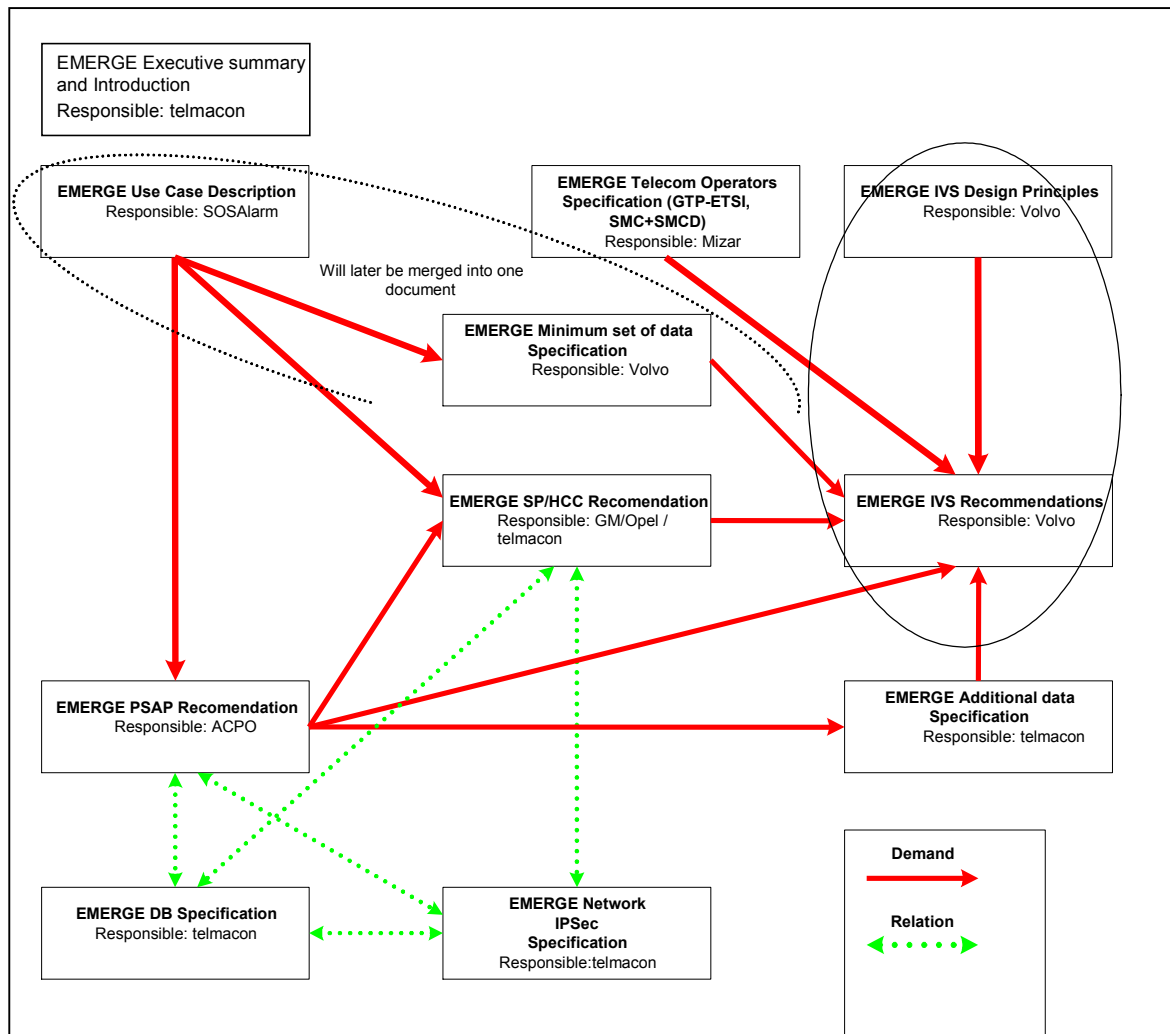 EMERGE Executive summary
and Introduction
Responsible: telmacon
EMERGE Use Case Description
Responsible: SOSAlarm
EMERGE Telecom Operators
Specification (GTP-ETSI,
SMC+SMCD)
Responsible: Mizar
EMERGE IVS Design Principles
Responsible: Volvo
Will later be merged into one
document
EMERGE Minimum set of data
Specification
Responsible: Volvo
EMERGE SP/HCC Recomendation
Responsible: GM/Opel /
telmacon
EMERGE IVS Recommendations
Responsible: Volvo
EMERGE PSAP Recomendation
Responsible: ACPO
EMERGE Additional data
Specification
Responsible: telmacon
EMERGE DB Specification
Responsible: telmacon
EMERGE Network
IPSec
Specification
Responsible:telmacon
Demand
Relation